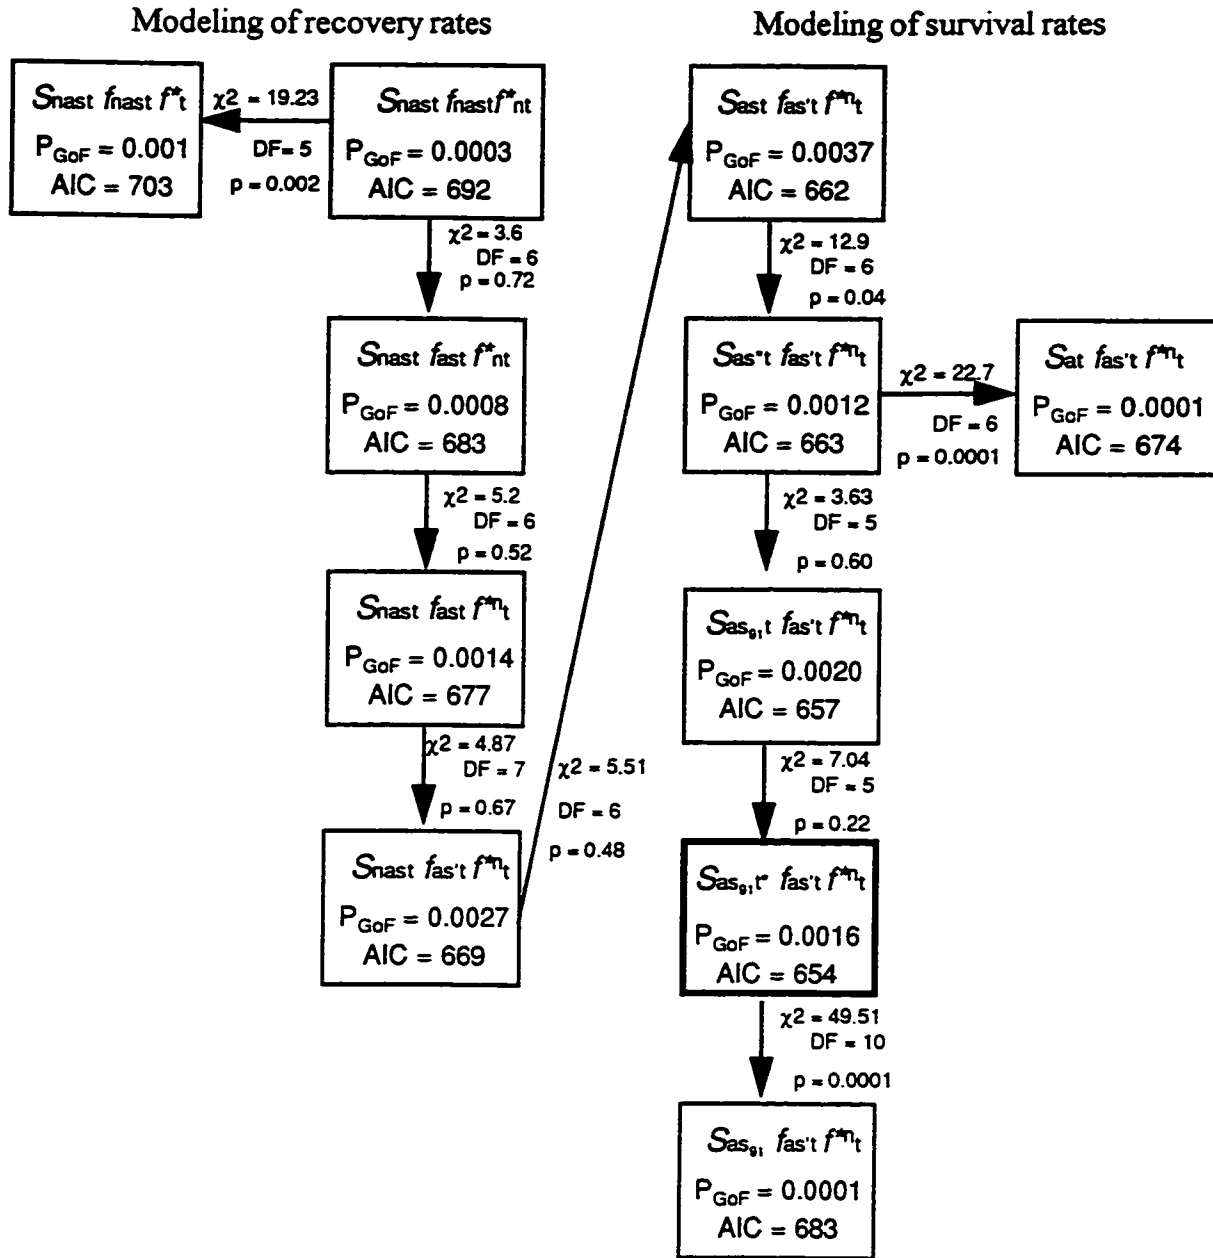 Modeling of recovery rates
Snast fnast f*t
PGoF = 0.001
AIC = 703
χ2 = 19.23
DF= 5
p = 0.002
Snast fnast f*nt
PGoF = 0.0003
AIC = 692
χ2 = 3.6
DF = 6
p = 0.72
Snast fast f*nt
PGoF = 0.0008
AIC = 683
χ2 = 5.2
DF = 6
p = 0.52
Snast fast f*nt
PGoF = 0.0014
AIC = 677
χ2 = 4.87
DF = 7
p = 0.67
Snast fas't f*nt
PGoF = 0.0027
AIC = 669
χ2 = 5.51
DF = 6
p = 0.48
Modeling of survival rates
Sast fas't f*nt
PGoF = 0.0037
AIC = 662
χ2 = 12.9
DF = 6
p = 0.04
Sas"t fas't f*nt
PGoF = 0.0012
AIC = 663
χ2 = 22.7
DF = 6
p = 0.0001
Sat fas't f*nt
PGoF = 0.0001
AIC = 674
χ2 = 3.63
DF = 5
p = 0.60
Sas91t fas't f*nt
PGoF = 0.0020
AIC = 657
χ2 = 7.04
DF = 5
p = 0.22
Sas91t" fas't f*nt
PGoF = 0.0016
AIC = 654
χ2 = 49.51
DF = 10
p = 0.0001
Sas91 fas't f*nt
PGoF = 0.0001
AIC = 683